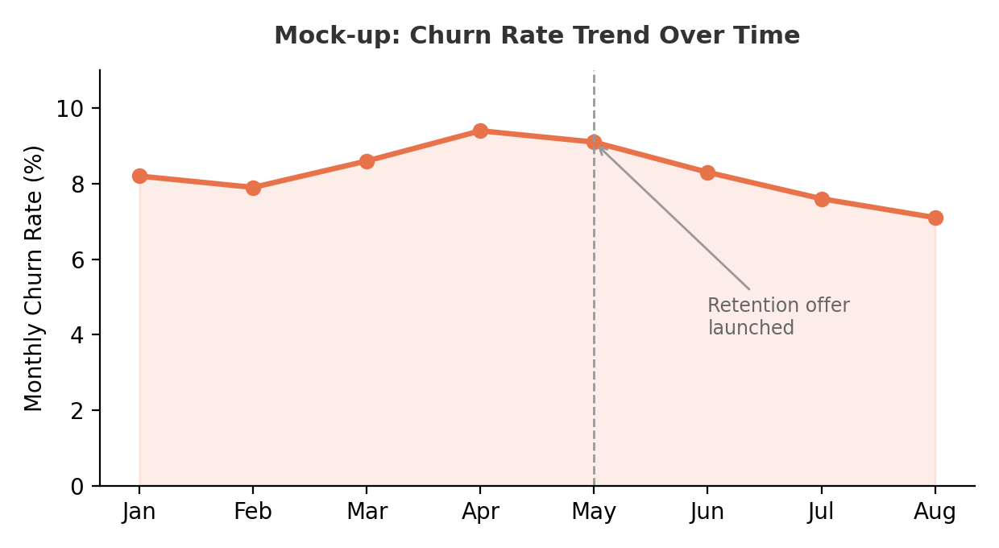 Mock-up: Churn Rate Trend Over Time
Monthly Churn Rate (%)
10
8
6
4
2
0
Retention offer
launched
Jan Feb Mar Apr May Jun Jul Aug